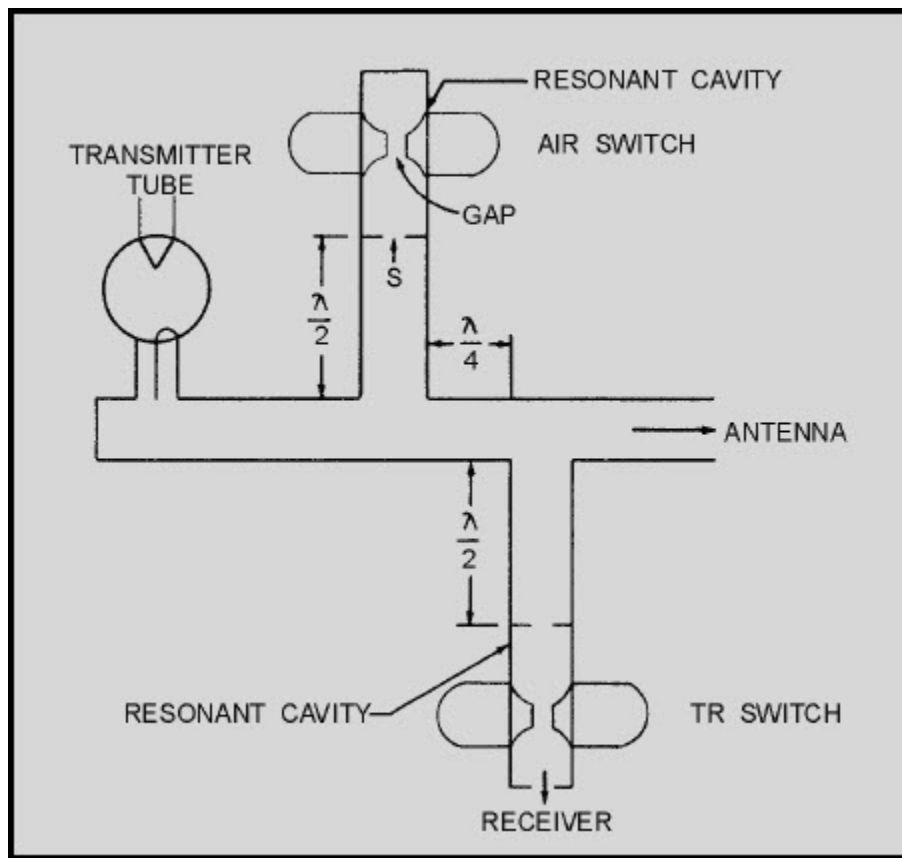 RESONANT CAVITY
AIR SWITCH
TRANSMITTER
TUBE
GAP
S
λ/2
λ/4
ANTENNA
λ/2
RESONANT CAVITY
TR SWITCH
RECEIVER